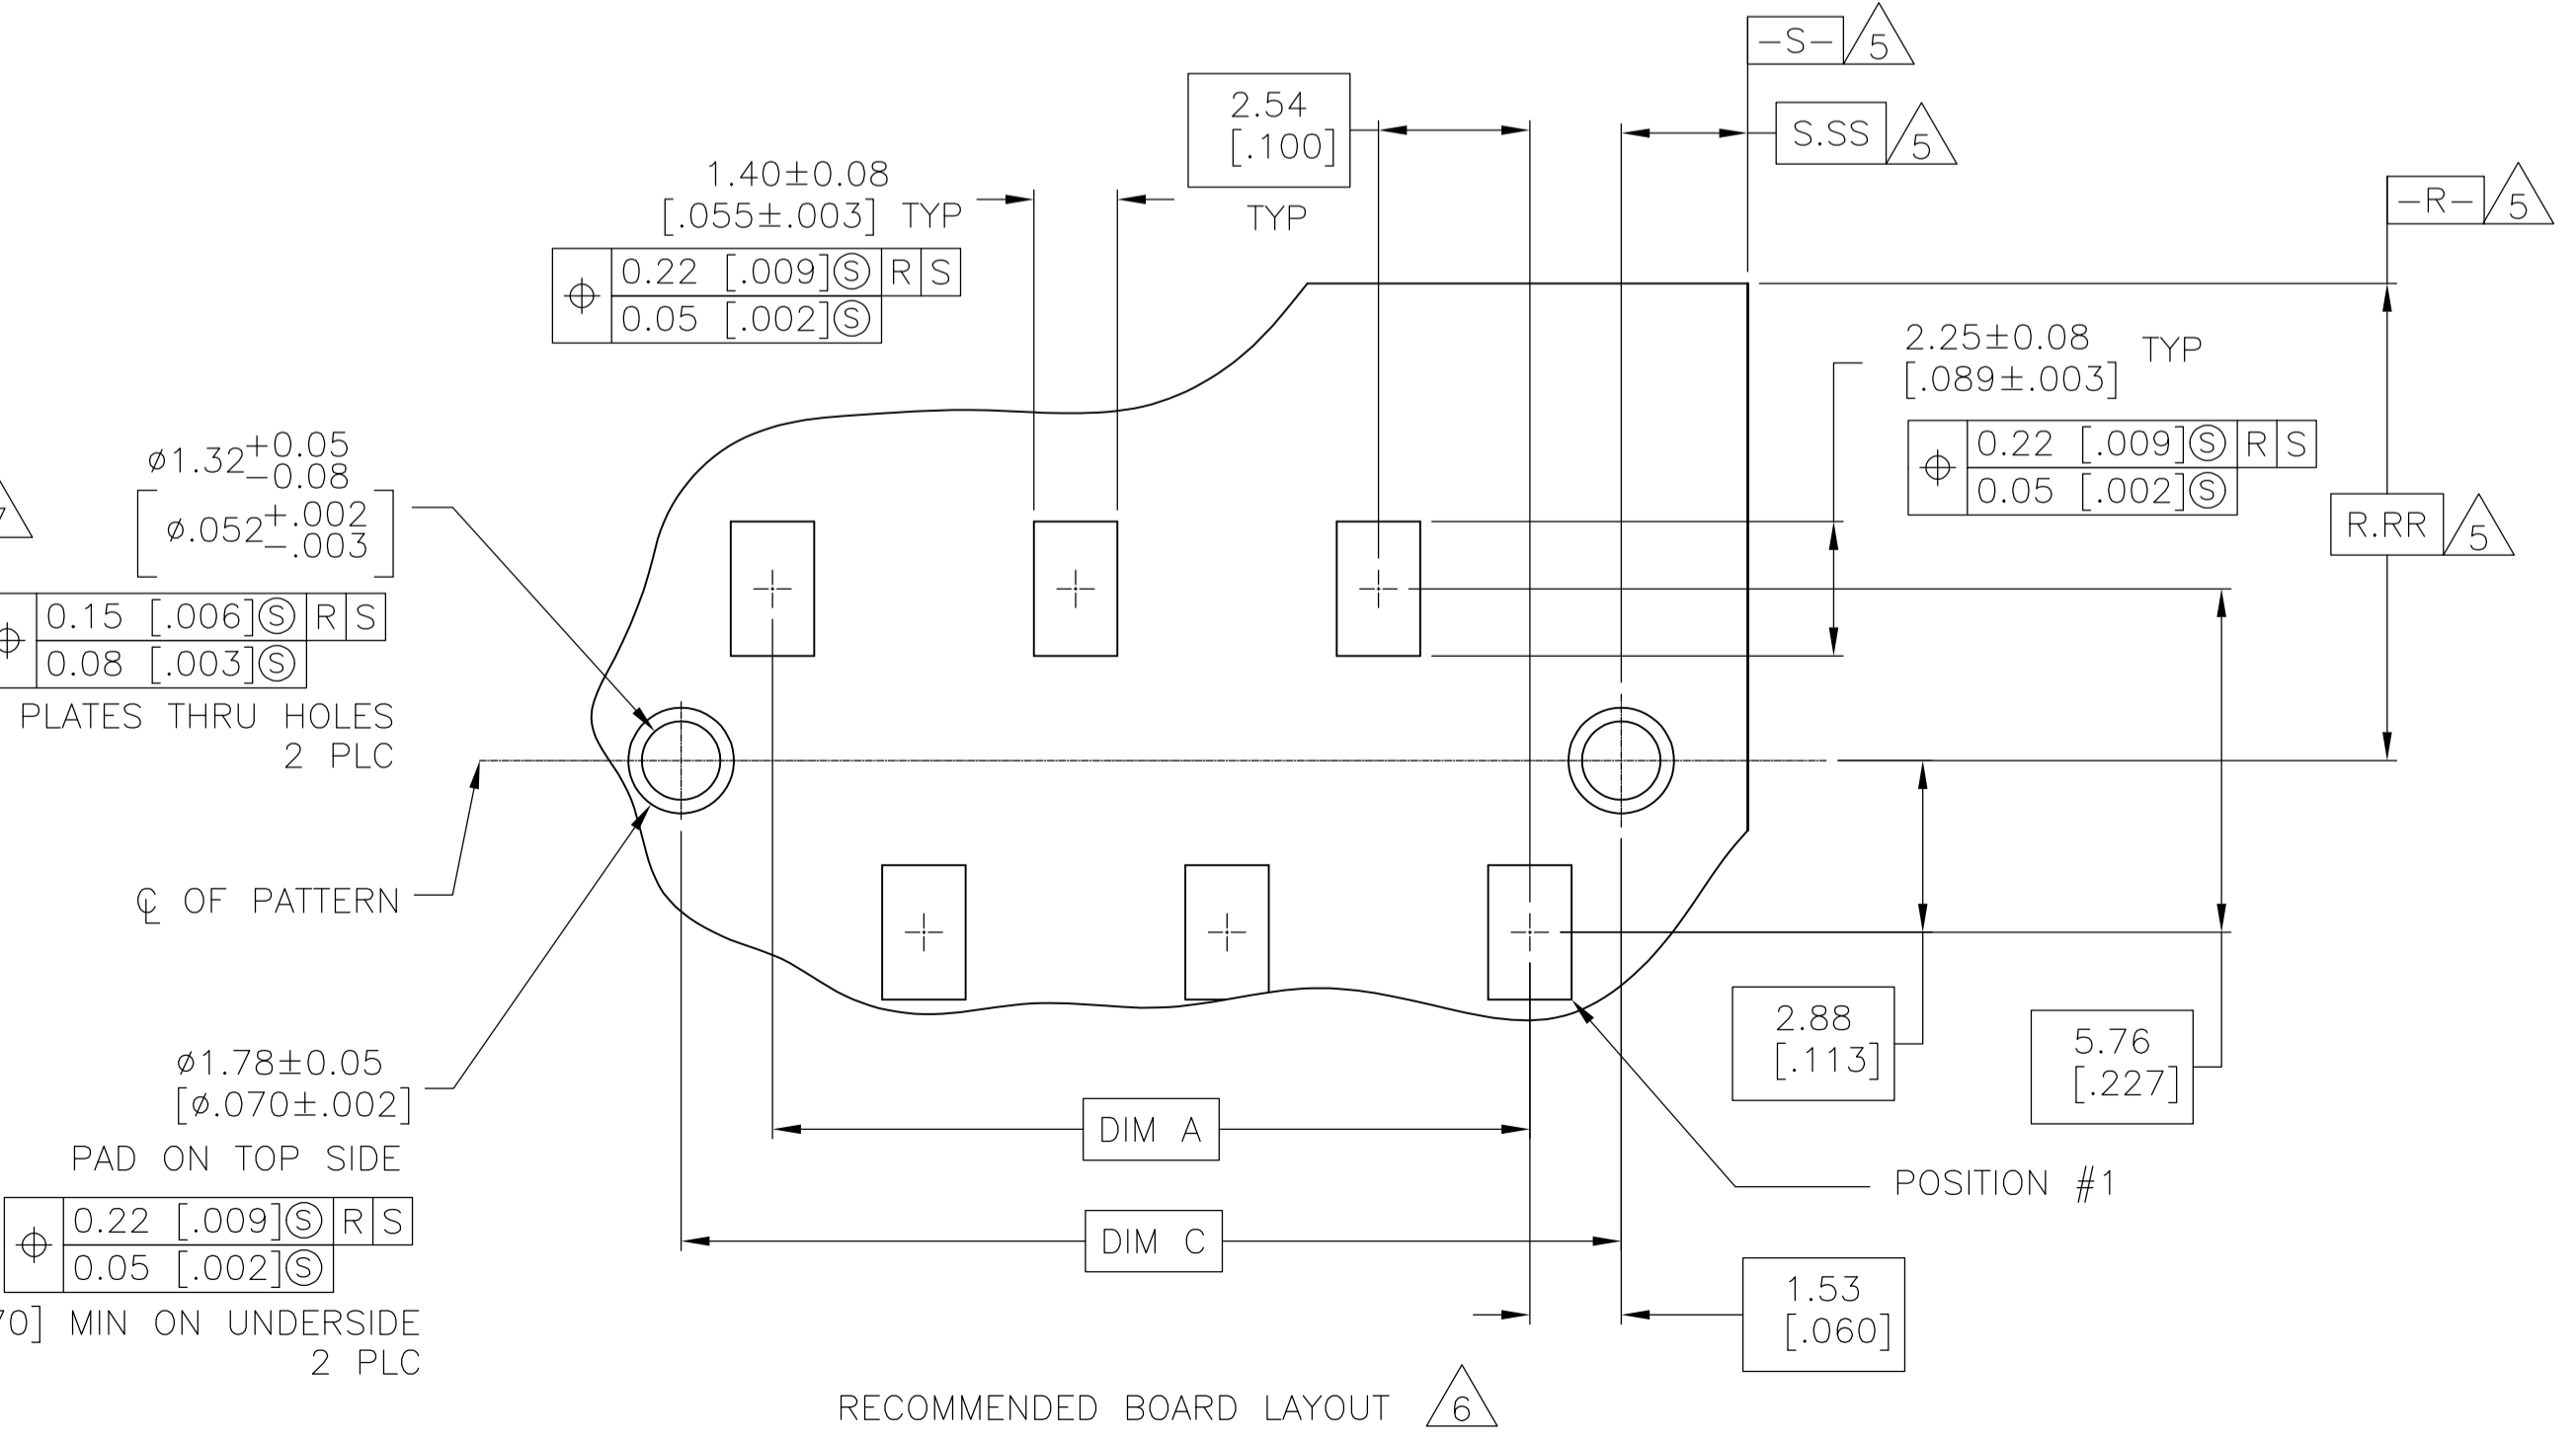 -S- 5
2.54
[.100]
TYP
S.SS 5
1.40±0.08
[.055±.003] TYP
0.22 [.009]Ⓢ R S
0.05 [.002]Ⓢ
-R- 5
2.25±0.08 TYP
[.089±.003]
0.22 [.009]Ⓢ R S
0.05 [.002]Ⓢ
R.RR 5
ø1.32+0.05
-0.08
[ø.052+.002
-.003]
0.15 [.006]Ⓢ R S
0.08 [.003]Ⓢ
PLATES THRU HOLES
2 PLC
℄ OF PATTERN
ø1.78±0.05
[ø.070±.002]
PAD ON TOP SIDE
0.22 [.009]Ⓢ R S
0.05 [.002]Ⓢ
70] MIN ON UNDERSIDE
2 PLC
2.88
[.113]
5.76
[.227]
DIM A
POSITION #1
DIM C
1.53
[.060]
RECOMMENDED BOARD LAYOUT 6